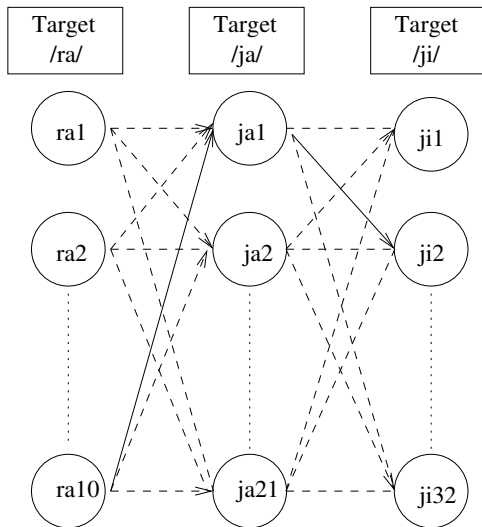 Target
/ra/
Target
/ja/
Target
/ji/
ra1
ja1
ji1
ra2
ja2
ji2
ra10
ja21
ji32